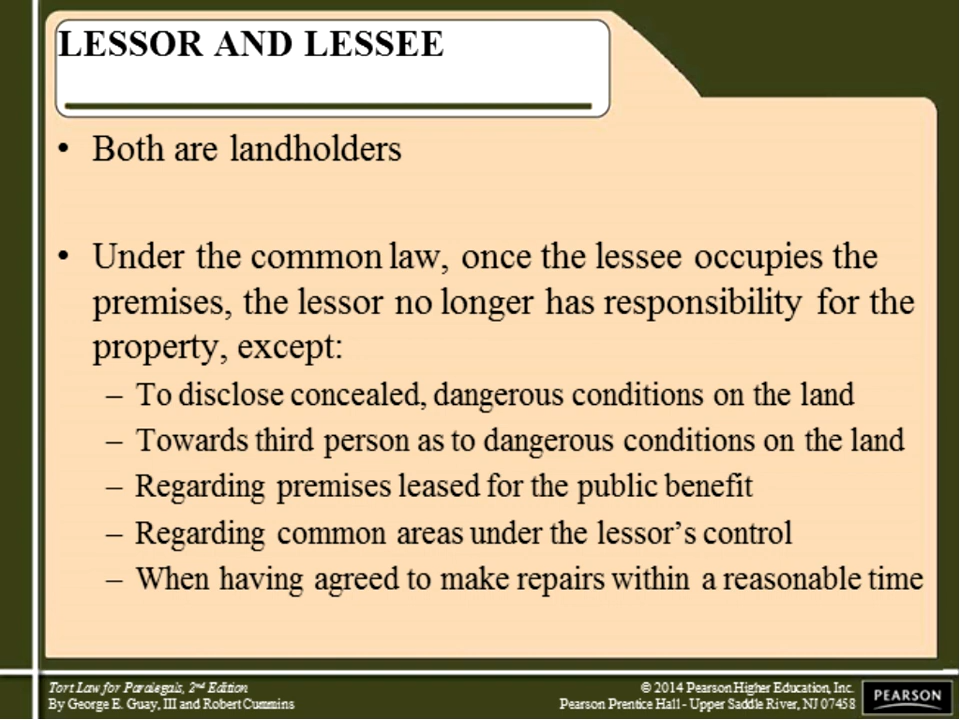 LESSOR AND LESSEE
• Both are landholders
• Under the common law, once the lessee occupies the
premises, the lessor no longer has responsibility for the
property, except:
– To disclose concealed, dangerous conditions on the land
– Towards third person as to dangerous conditions on the land
– Regarding premises leased for the public benefit
– Regarding common areas under the lessor's control
– When having agreed to make repairs within a reasonable time
Tort Law for Paralegals, 2nd Edition
By George E. Guay, III and Robert Cummins
© 2014 Pearson Higher Education, Inc.
Pearson Prentice Hall - Upper Saddle River, NJ 07458
PEARSON